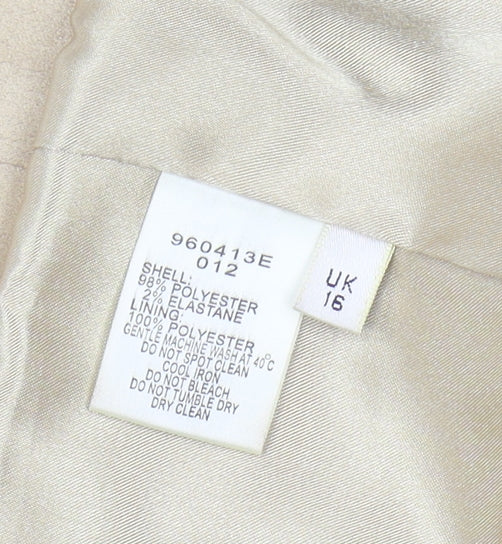 960413E
012
SHELL:
98% POLYESTER
2% ELASTANE
LINING:
100% POLYESTER
GENTLE MACHINE WASH AT 40°C
DO NOT SPOT CLEAN
COOL IRON
DO NOT BLEACH
DO NOT TUMBLE DRY
DRY CLEAN
UK
16